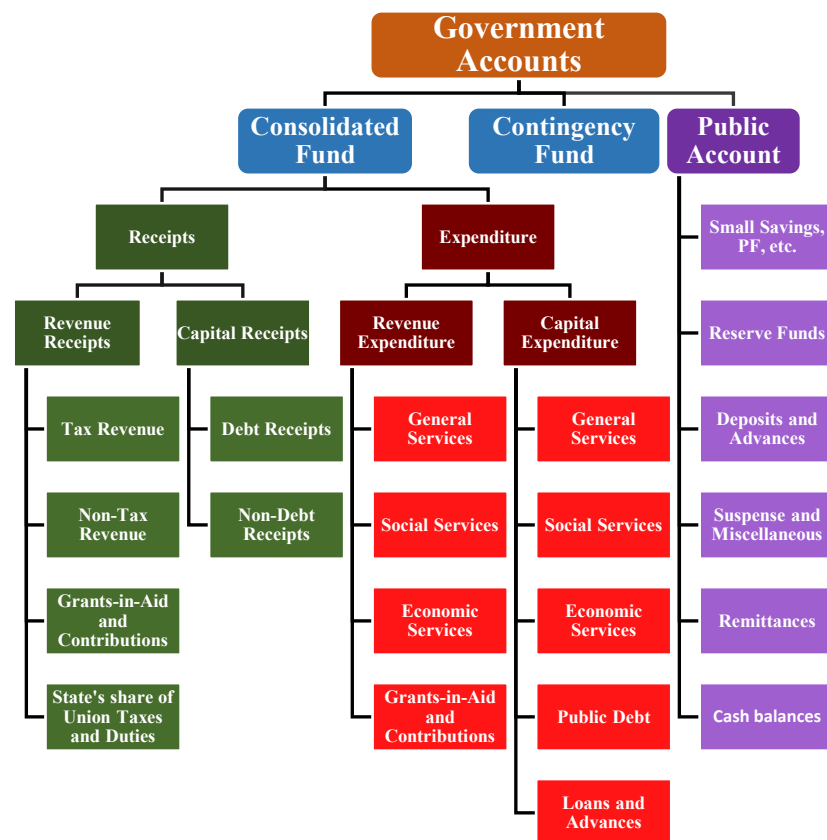 Government
Accounts
Consolidated
Fund
Contingency
Fund
Public
Account
Receipts
Expenditure
Small Savings,
PF, etc.
Revenue
Receipts
Capital Receipts
Revenue
Expenditure
Capital
Expenditure
Reserve Funds
Tax Revenue
Debt Receipts
General
Services
General
Services
Deposits and
Advances
Non-Tax
Revenue
Non-Debt
Receipts
Social Services
Social Services
Suspense and
Miscellaneous
Grants-in-Aid
and
Contributions
Economic
Services
Economic
Services
Remittances
State's share of
Union Taxes
and Duties
Grants-in-Aid
and
Contributions
Public Debt
Cash balances
Loans and
Advances